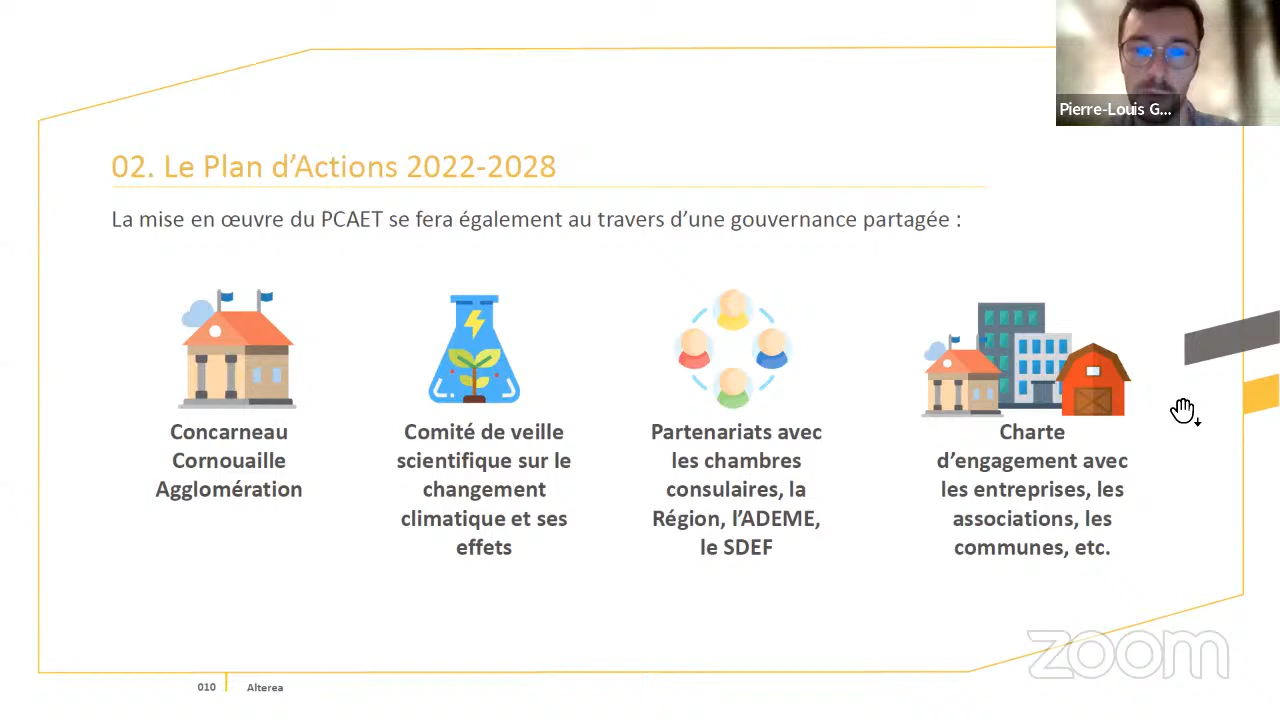 Pierre-Louis G...
02. Le Plan d'Actions 2022-2028
La mise en œuvre du PCAET se fera également au travers d'une gouvernance partagée :
Concarneau
Cornouaille
Agglomération
Comité de veille
scientifique sur le
changement
climatique et ses
effets
Partenariats avec
les chambres
consulaires, la
Région, l'ADEME,
le SDEF
Charte
d'engagement avec
les entreprises, les
associations, les
communes, etc.
zoom
010
Alterea